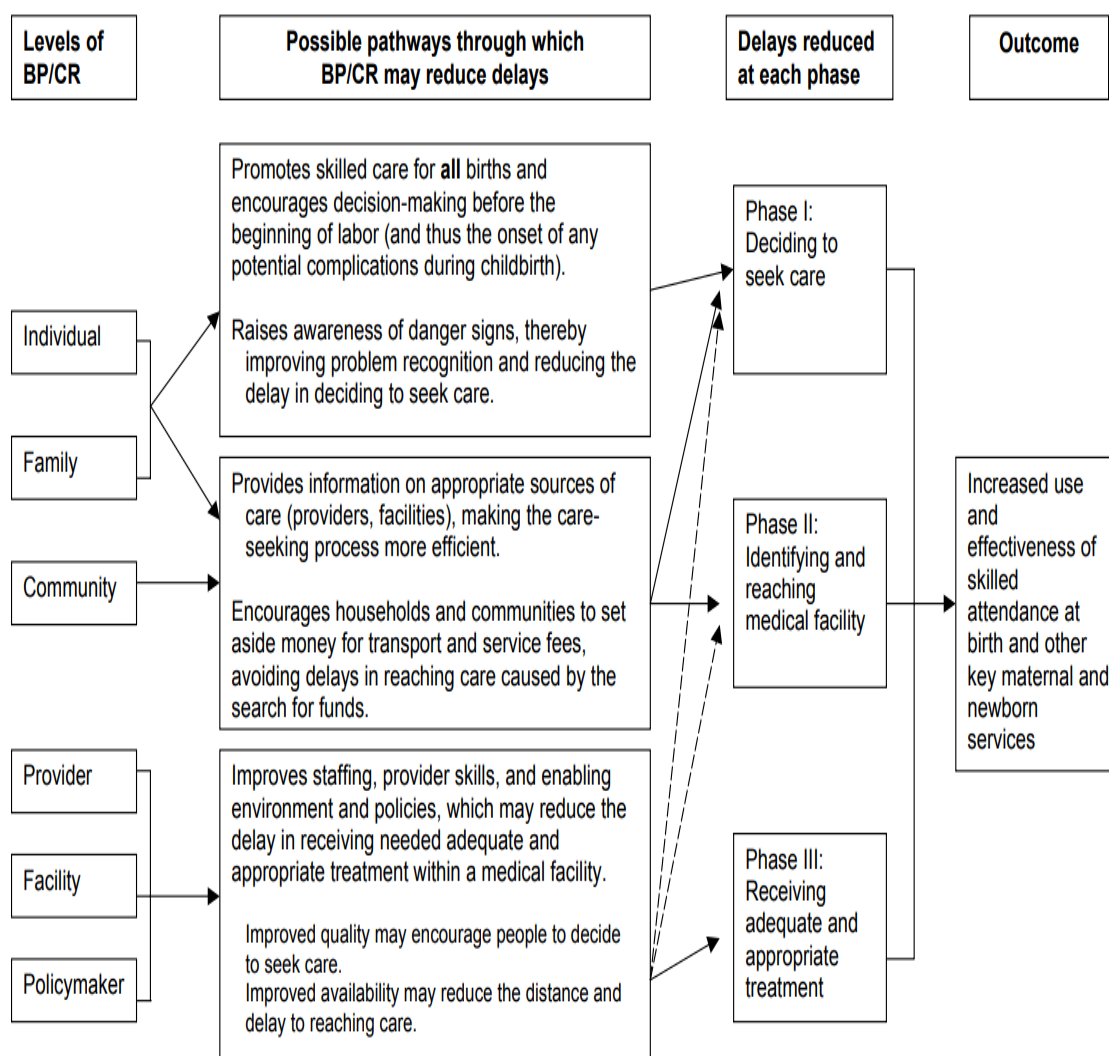 Levels of
BP/CR
Possible pathways through which
BP/CR may reduce delays
Delays reduced
at each phase
Outcome
Individual
Family
Community
Provider
Facility
Policymaker
Promotes skilled care for all births and
encourages decision-making before the
beginning of labor (and thus the onset of any
potential complications during childbirth).
Raises awareness of danger signs, thereby
improving problem recognition and reducing the
delay in deciding to seek care.
Provides information on appropriate sources of
care (providers, facilities), making the care-
seeking process more efficient.
Encourages households and communities to set
aside money for transport and service fees,
avoiding delays in reaching care caused by the
search for funds.
Improves staffing, provider skills, and enabling
environment and policies, which may reduce the
delay in receiving needed adequate and
appropriate treatment within a medical facility.
Improved quality may encourage people to decide
to seek care.
Improved availability may reduce the distance and
delay to reaching care.
Phase I:
Deciding to
seek care
Phase II:
Identifying and
reaching
medical facility
Phase III:
Receiving
adequate and
appropriate
treatment
Increased use
and
effectiveness of
skilled
attendance at
birth and other
key maternal and
newborn
services